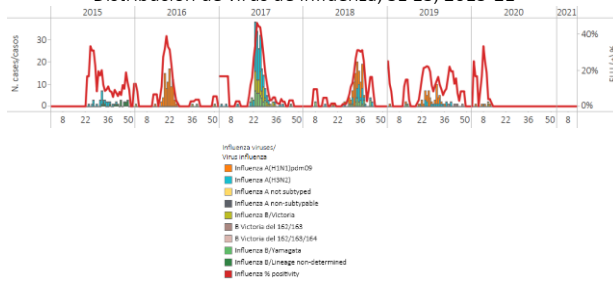 2015 2016 2017 2018 2019 2020 2021
N. cases/casos
30
20
10
0
40%
20%
0%
8 22 36 50 8 22 36 50 8 22 36 50 8 22 36 50 8 22 36 50 8 22 36 50 8
Influenza viruses/
Virus influenza
Influenza A(H1N1)pdm09
Influenza A(H3N2)
Influenza A not subtyped
Influenza A non-subtypable
Influenza B/Victoria
B Victoria del 162/163
B Victoria del 162/163/164
Influenza B/Yamagata
Influenza B/Lineage non-determined
Influenza % positivity